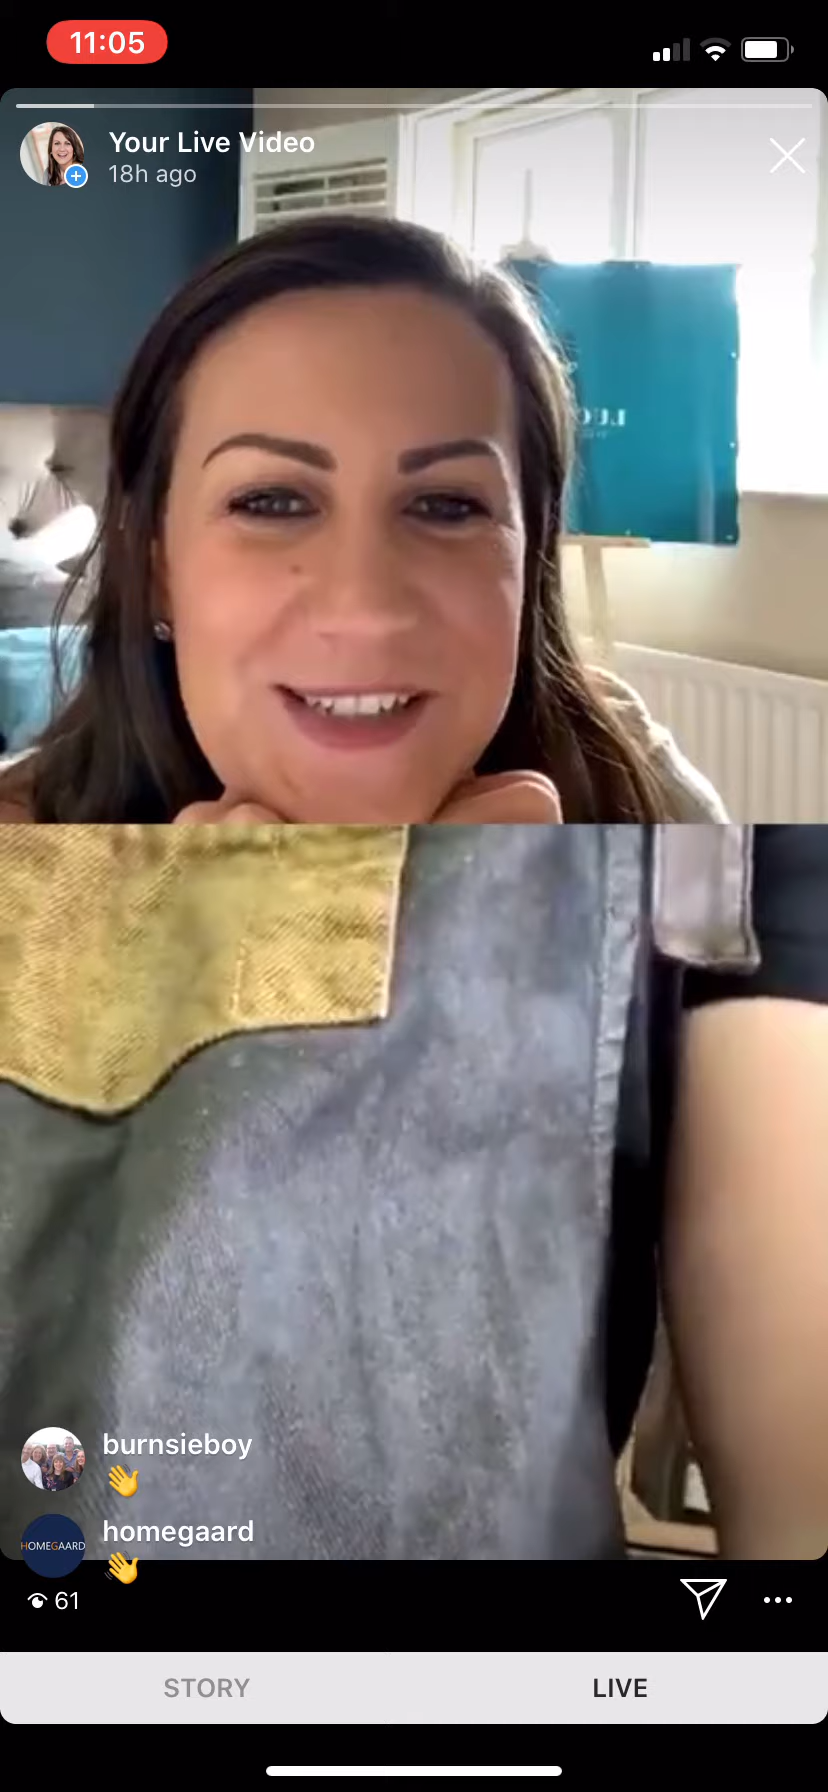 11:05
Your Live Video
18h ago
burnsieboy
👋
homegaard
HOMEGAARD
👋
61
STORY
LIVE